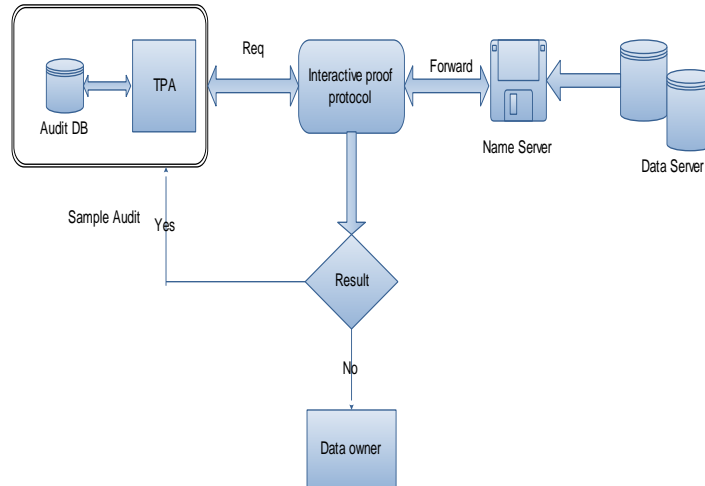 Req
Forward
TPA
Interactive proof
protocol
Audit DB
Name Server
Data Server
Sample Audit
Yes
Result
No
Data owner